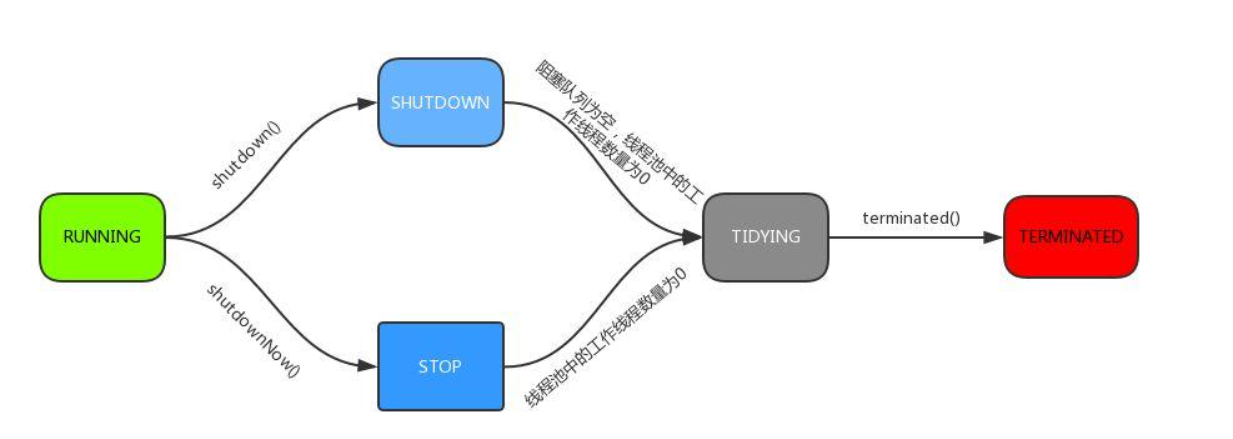 SHUTDOWN
阻塞队列为空，线程池中的工
作线程数量为0
shutdown()
RUNNING
TIDYING
terminated()
TERMINATED
shutdownNow()
STOP
线程池中的工作线程数量为0